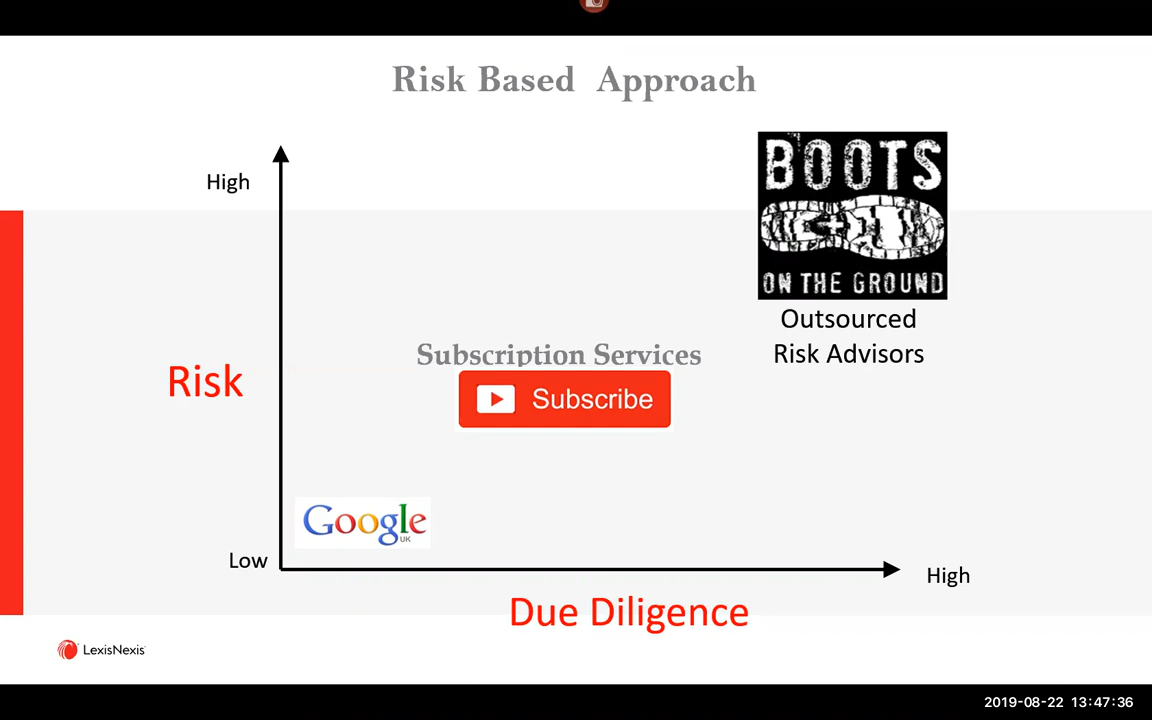 Risk Based Approach
High
BOOTS
ON THE GROUND
Outsourced
Risk Advisors
Subscription Services
Subscribe
Risk
Google
UK
Low
High
Due Diligence
LexisNexis
2019-08-22 13:47:36